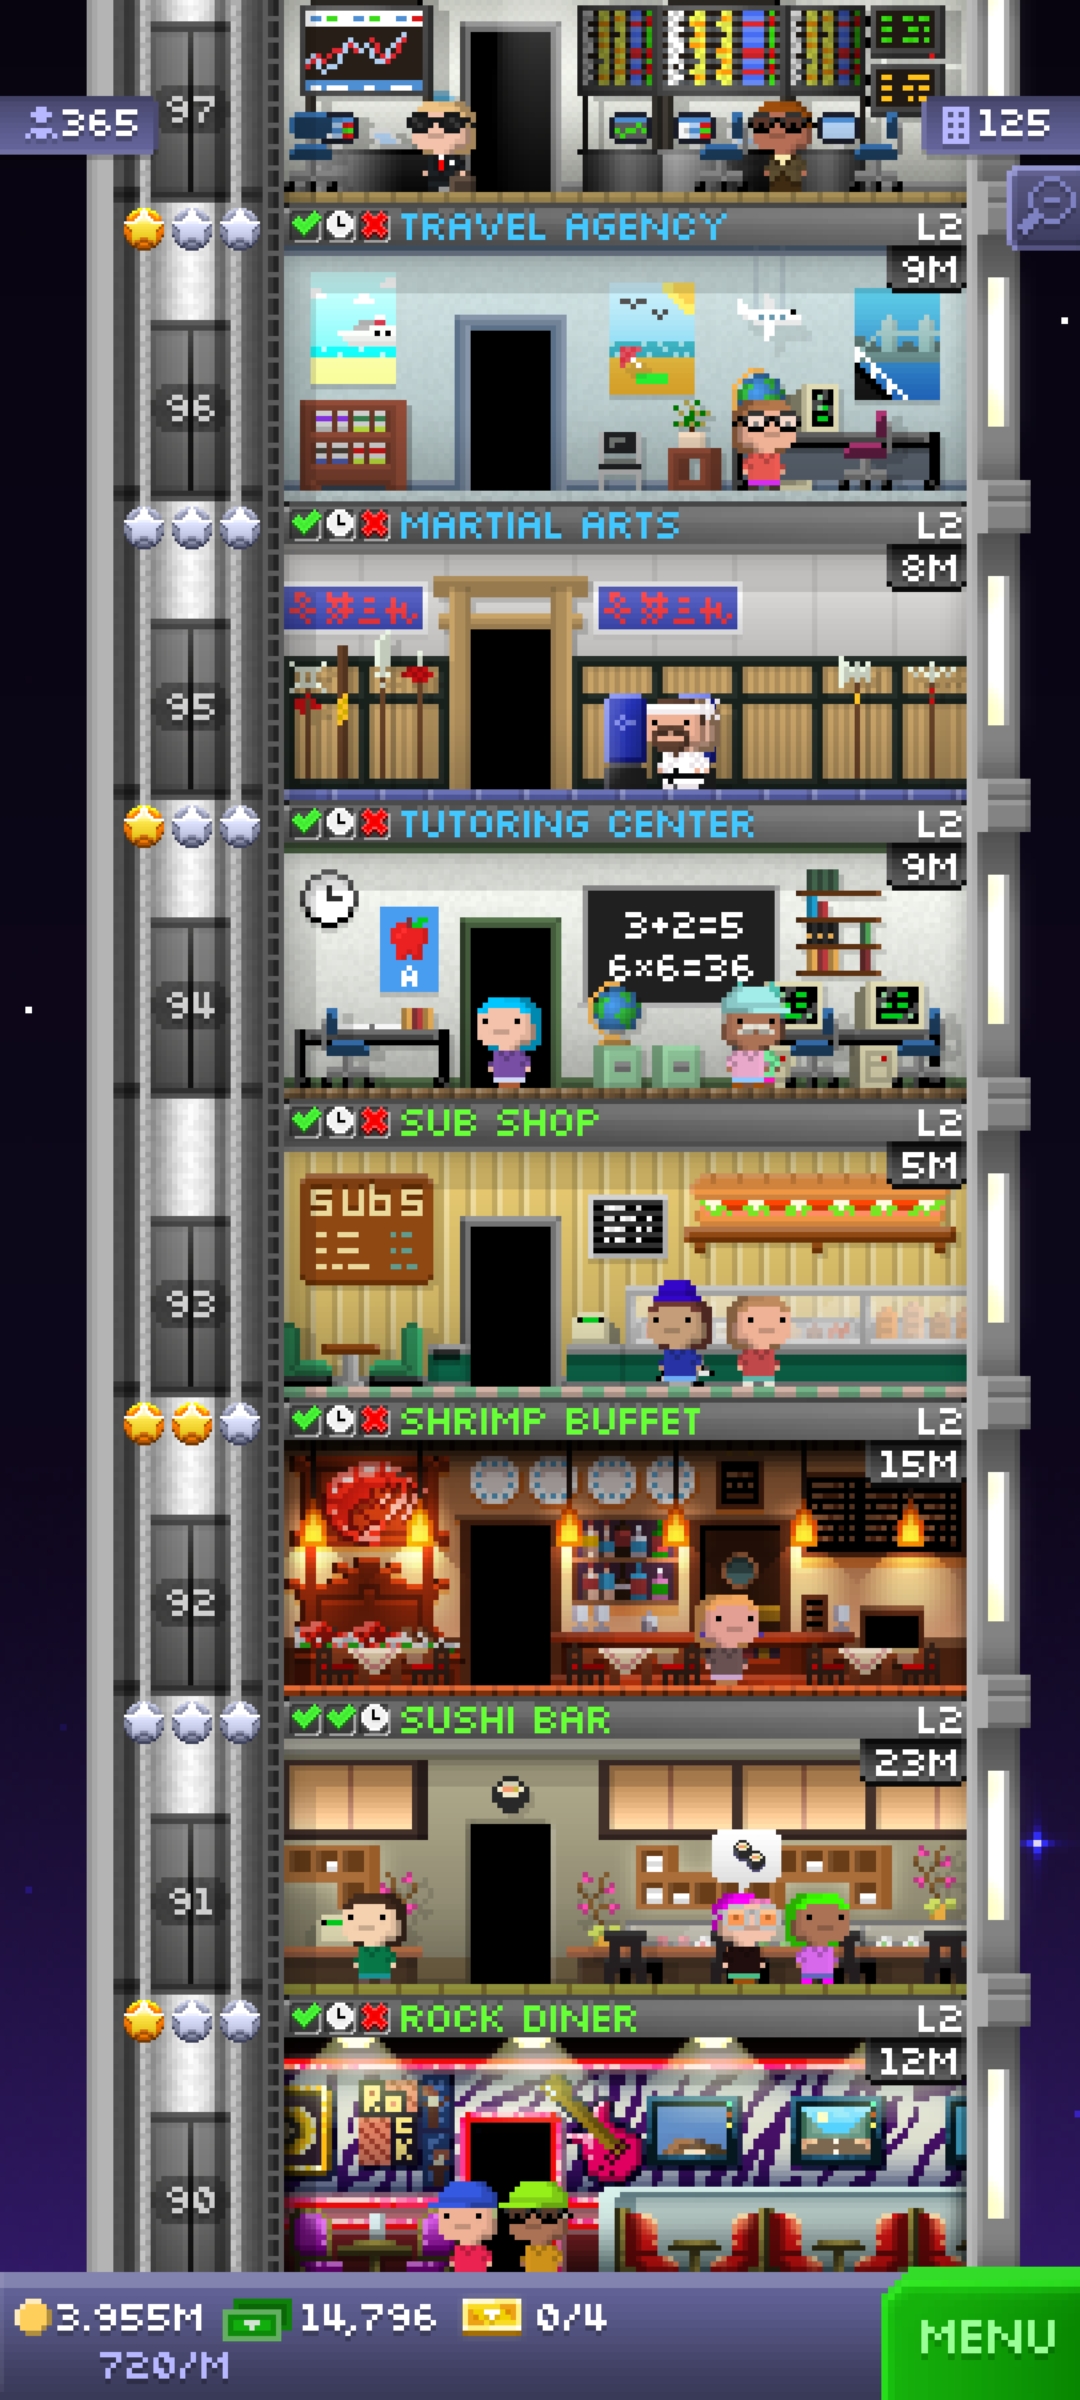 97
365
125
TRAVEL AGENCY L2
9M
96
MARTIAL ARTS L2
8M
95
TUTORING CENTER L2
9M
3+2=5
6×6=36
A
94
SUB SHOP L2
5M
subs
93
SHRIMP BUFFET L2
15M
92
SUSHI BAR L2
23M
91
ROCK DINER L2
12M
ROCK
90
3.955M 14,796 0/4
720/M
MENU